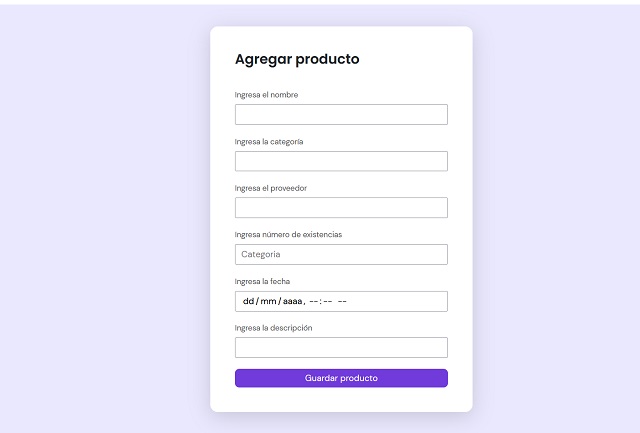 Agregar producto
Ingresa el nombre
Ingresa la categoría
Ingresa el proveedor
Ingresa número de existencias
Categoria
Ingresa la fecha
dd/mm/aaaa, --:-- --
Ingresa la descripción
Guardar producto